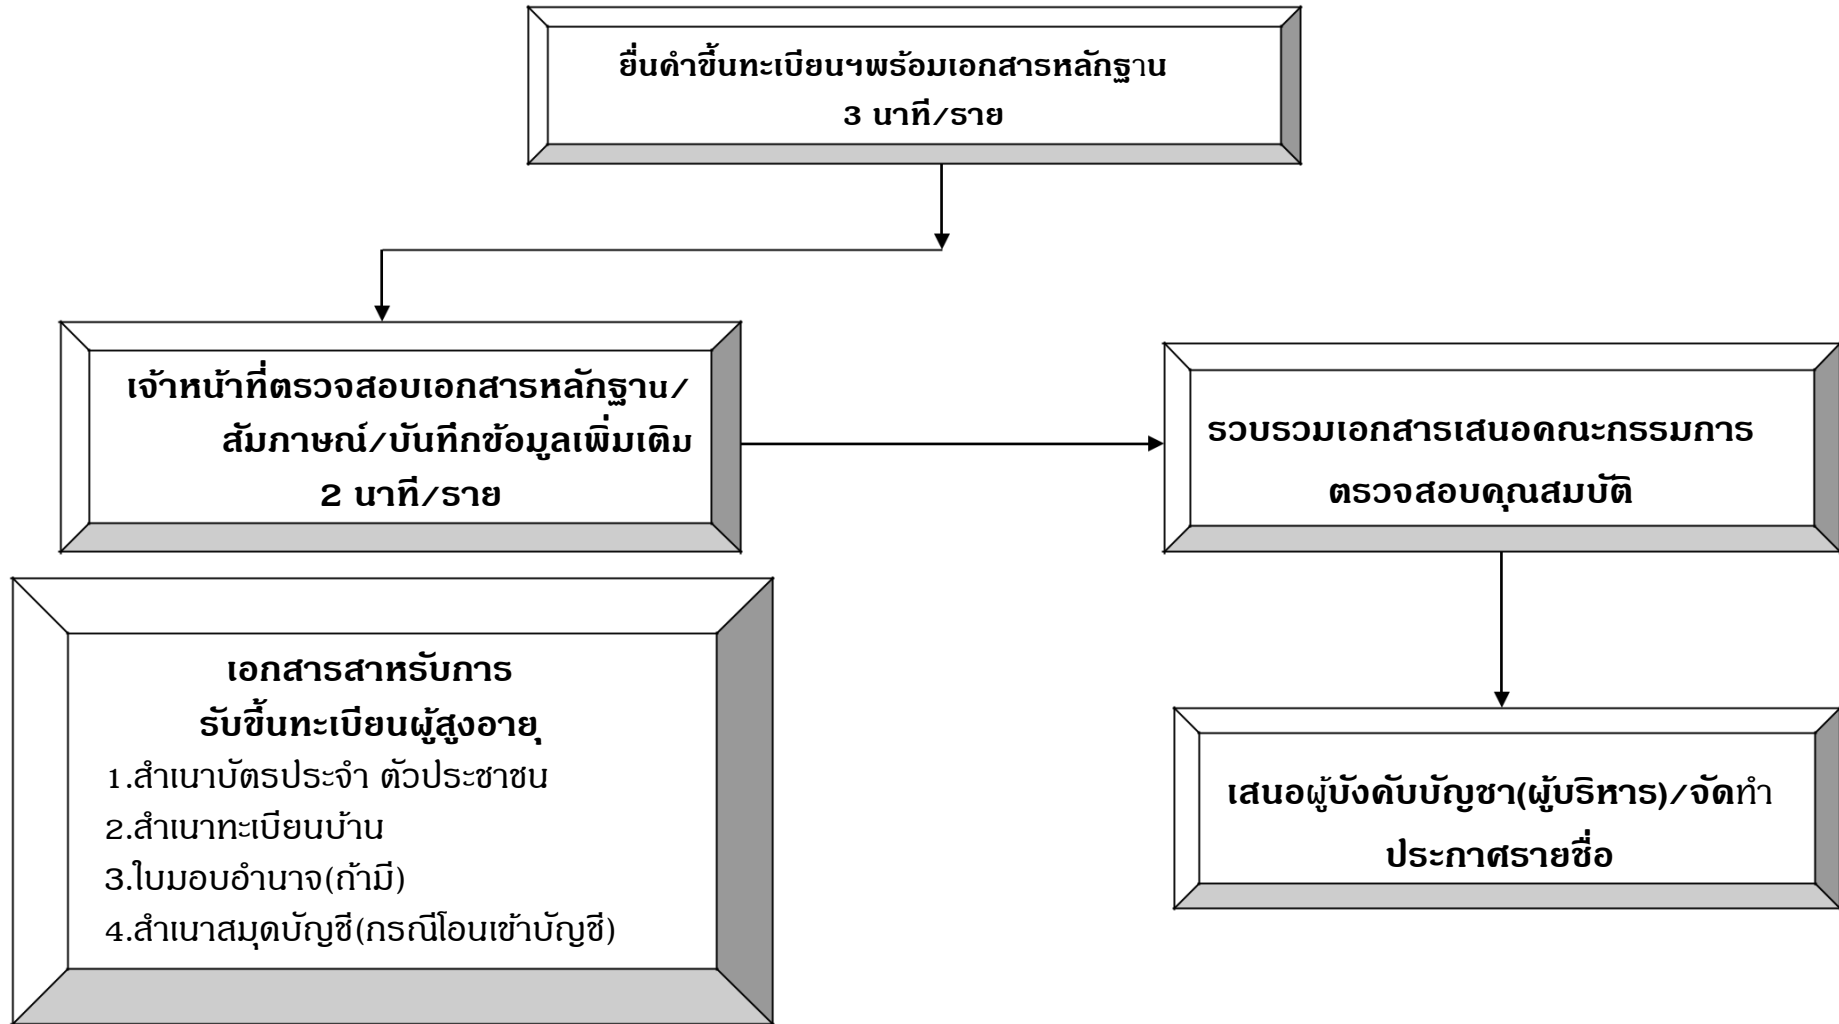 ยื่นคำขึ้นทะเบียนฯพร้อมเอกสารหลักฐาน
3 นาที/ราย
เจ้าหน้าที่ตรวจสอบเอกสารหลักฐาน/
สัมภาษณ์/บันทึกข้อมูลเพิ่มเติม
2 นาที/ราย
รวบรวมเอกสารเสนอคณะกรรมการ
ตรวจสอบคุณสมบัติ
เอกสารสาหรับการ
รับขึ้นทะเบียนผู้สูงอายุ
1.สำเนาบัตรประจำ ตัวประชาชน
2.สำเนาทะเบียนบ้าน
3.ใบมอบอำนาจ(ถ้ามี)
4.สำเนาสมุดบัญชี(กรณีโอนเข้าบัญชี)
เสนอผู้บังคับบัญชา(ผู้บริหาร)/จัดทำ
ประกาศรายชื่อ